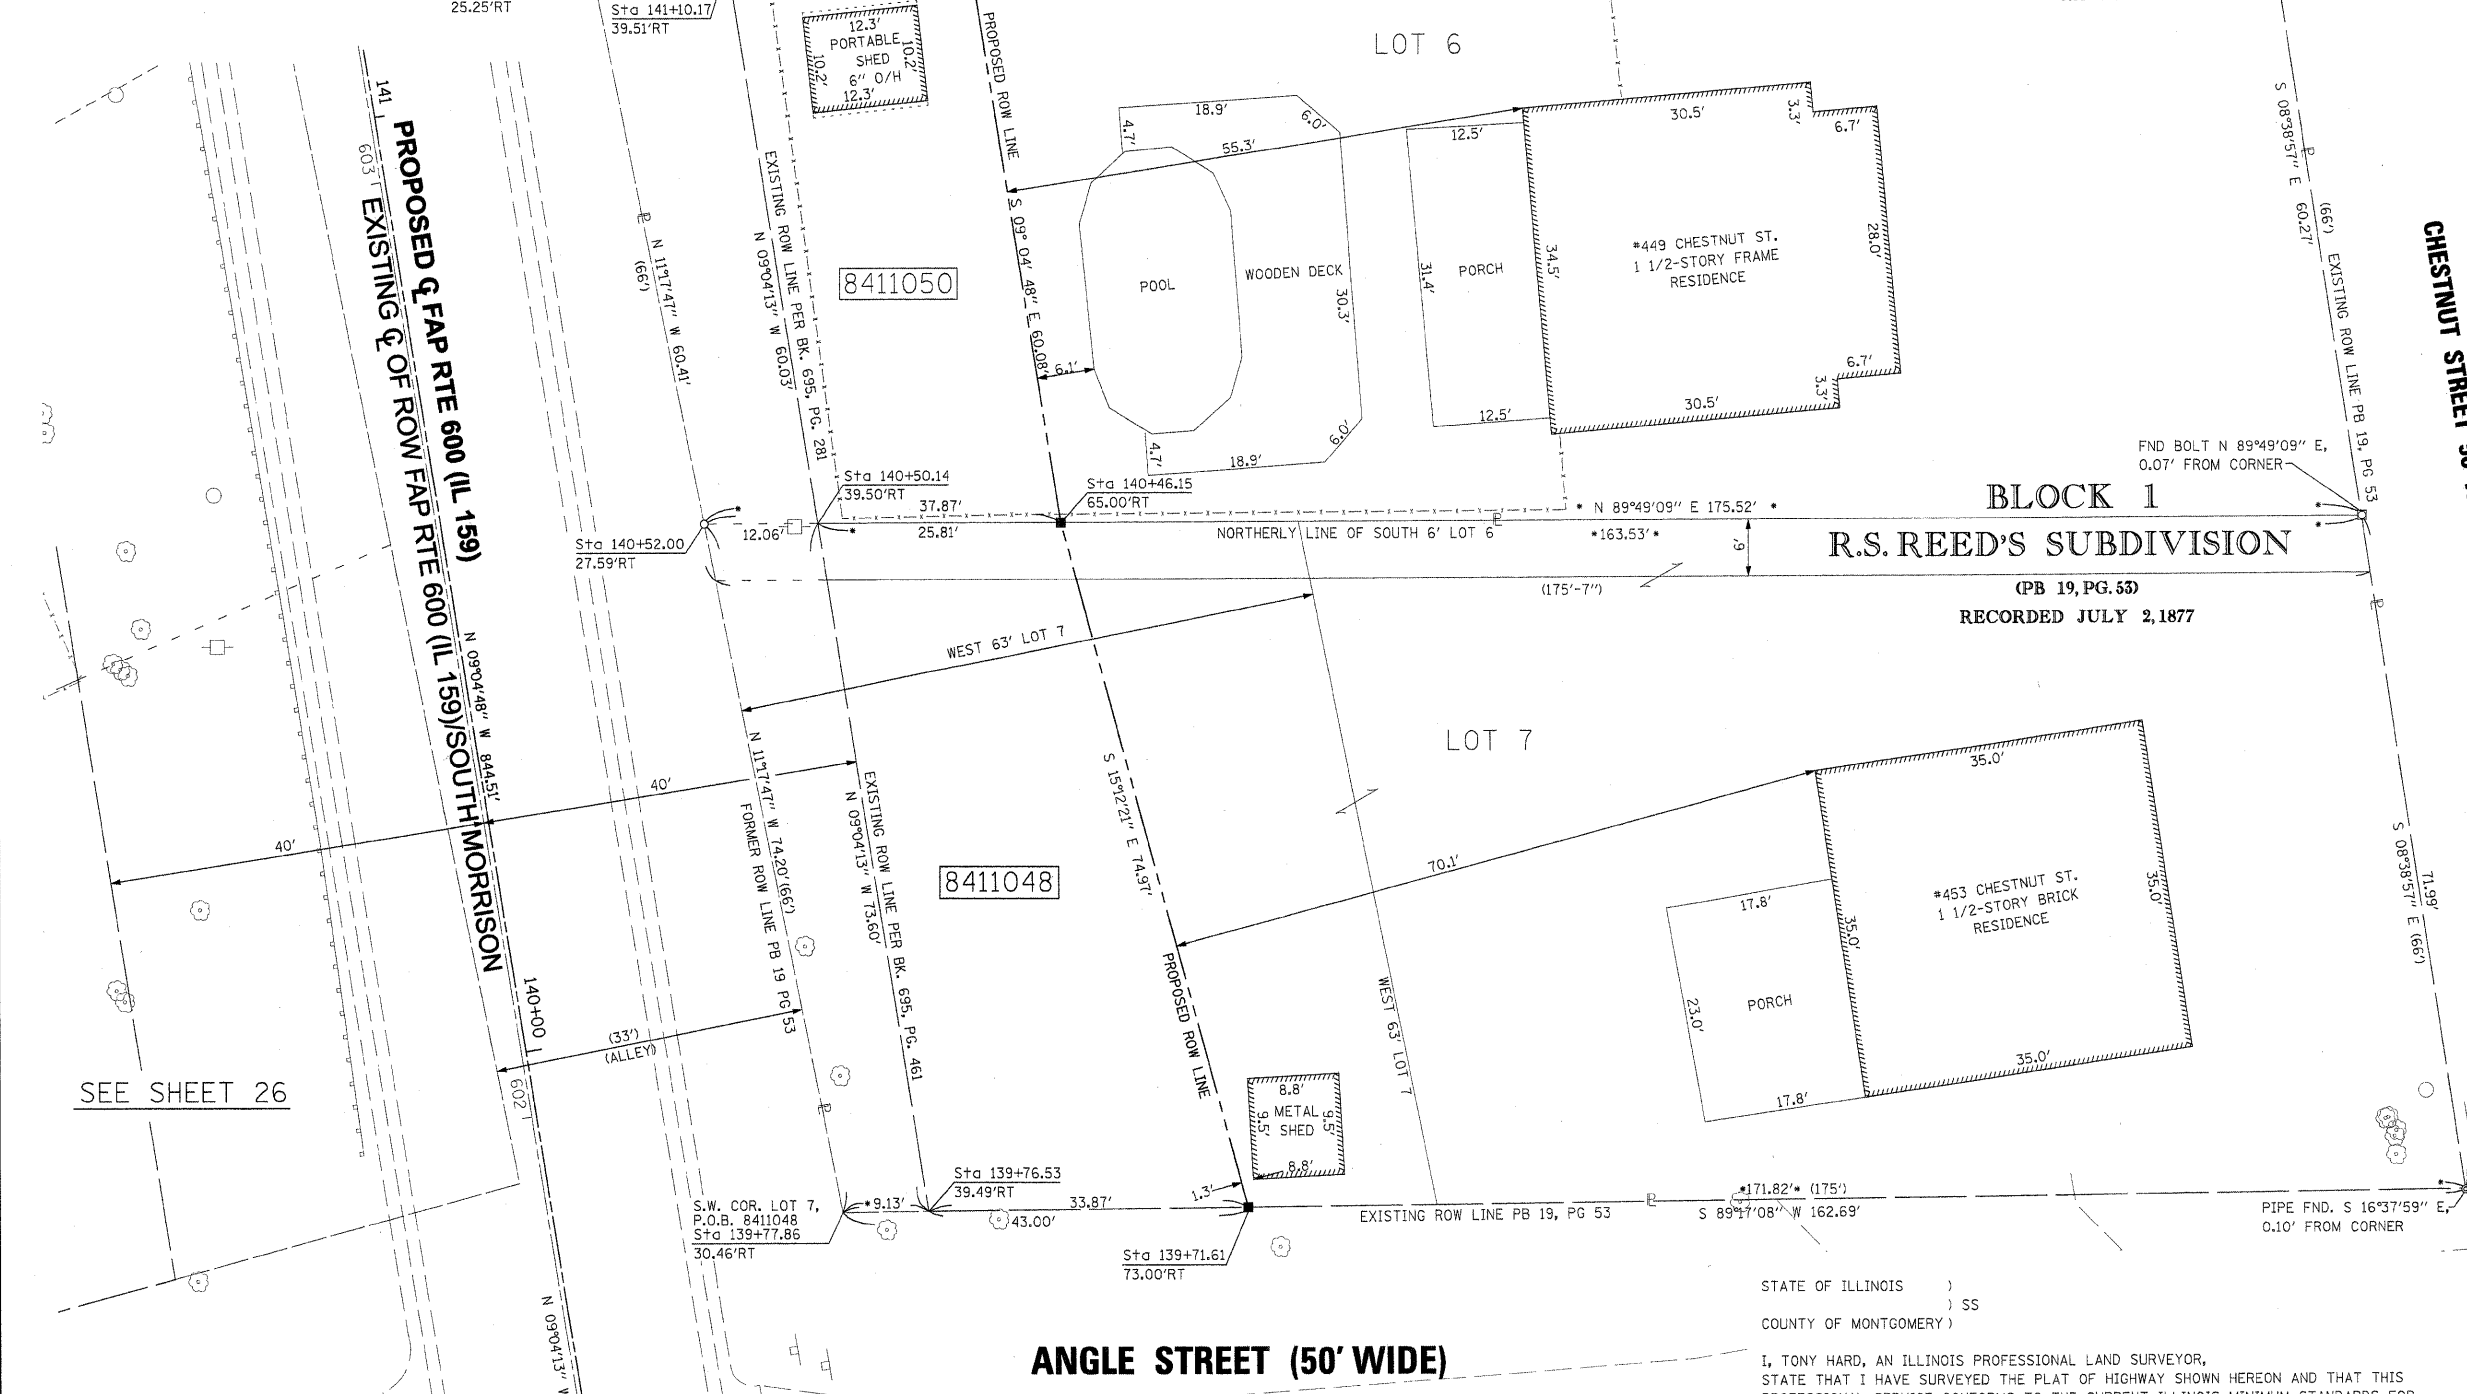 25.25'RT
Sta 141+10.17
39.51'RT
12.3'
PORTABLE
SHED
6" O/H
12.3'
10.2'
10.2'
PROPOSED ROW LINE
LOT 6
141
603
PROPOSED ℄ FAP RTE 600 (IL 159)
EXISTING ℄ OF ROW FAP RTE 600 (IL 159)/SOUTH MORRISON
N 11°17'47" W 60.41'
(66')
EXISTING ROW LINE PER BK. 695, PG. 281
N 09°04'13" W 60.03'
8411050
S 09° 04' 48" E 60.08'
18.9'
6.0'
4.7'
55.3'
12.5'
30.5'
3.3'
6.7'
POOL
WOODEN DECK
30.3'
31.4'
PORCH
34.5'
#449 CHESTNUT ST.
1 1/2-STORY FRAME
RESIDENCE
28.0'
6.1'
4.7'
18.9'
6.0'
12.5'
30.5'
3.3'
6.7'
S 08°38'57" E 60.27'
(66') EXISTING ROW LINE PB 19, PG 53
CHESTNUT STREET
FND BOLT N 89°49'09" E,
0.07' FROM CORNER
Sta 140+50.14
39.50'RT
Sta 140+46.15
65.00'RT
37.87'
25.81'
12.06'
Sta 140+52.00
27.59'RT
NORTHERLY LINE OF SOUTH 6' LOT 6
* N 89°49'09" E 175.52' *
*163.53'*
6'
(175'-7")
BLOCK 1
R.S. REED'S SUBDIVISION
(PB 19, PG. 53)
RECORDED JULY 2, 1877
WEST 63' LOT 7
N 09°04'48" W 844.51'
LOT 7
40'
40'
N 11°17'47" W 74.20' (66')
FORMER ROW LINE PB 19 PG 53
EXISTING ROW LINE PER BK. 695, PG. 461
N 09°04'13" W 73.60'
8411048
S 15°12'21" E 74.97'
PROPOSED ROW LINE
70.1'
WEST 63' LOT 7
35.0'
35.0'
35.0'
35.0'
#453 CHESTNUT ST.
1 1/2-STORY BRICK
RESIDENCE
17.8'
23.0'
PORCH
17.8'
71.99'
S 08°38'57" E (66')
140+00
602
(33')
(ALLEY)
SEE SHEET 26
8.8'
METAL
SHED
9.5'
9.5'
8.8'
1.3'
S.W. COR. LOT 7,
P.O.B. 8411048
Sta 139+77.86
30.46'RT
*9.13'
Sta 139+76.53
39.49'RT
33.87'
43.00'
Sta 139+71.61
73.00'RT
EXISTING ROW LINE PB 19, PG 53
*171.82'* (175')
S 89°17'08" W 162.69'
PIPE FND. S 16°37'59" E,
0.10' FROM CORNER
N 09°04'13" W
ANGLE STREET (50' WIDE)
STATE OF ILLINOIS )
) SS
COUNTY OF MONTGOMERY )
I, TONY HARD, AN ILLINOIS PROFESSIONAL LAND SURVEYOR,
STATE THAT I HAVE SURVEYED THE PLAT OF HIGHWAY SHOWN HEREON AND THAT THIS